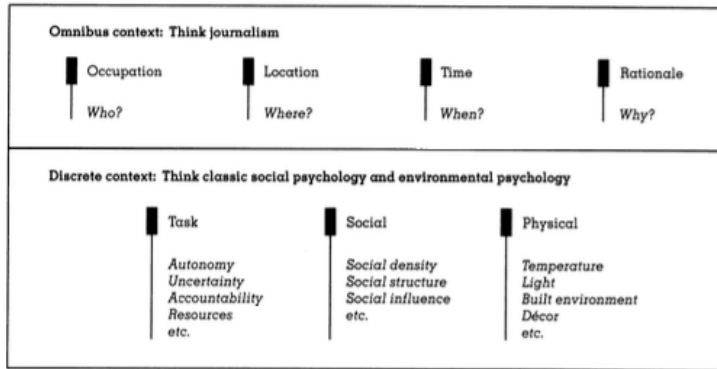 Omnibus context: Think journalism
Occupation
Location
Time
Rationale
Who?
Where?
When?
Why?
Discrete context: Think classic social psychology and environmental psychology
Task
Social
Physical
Autonomy
Uncertainty
Accountability
Resources
etc.
Social density
Social structure
Social influence
etc.
Temperature
Light
Built environment
Décor
etc.